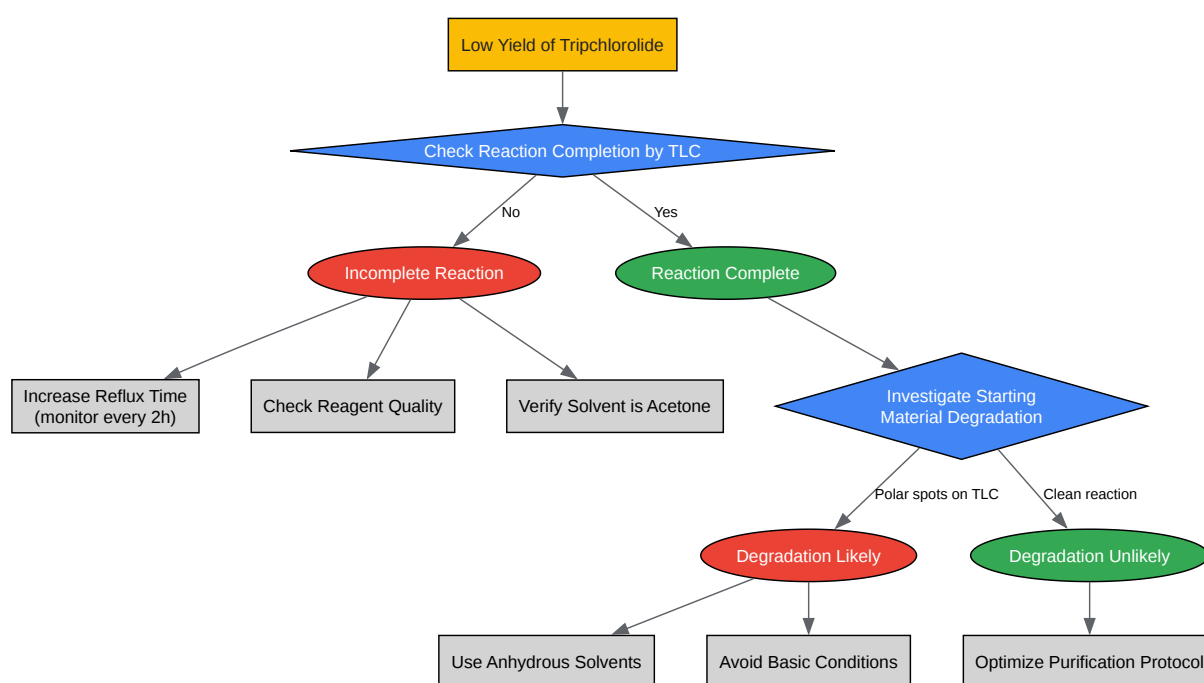 Low Yield of Tripchlorolide
Check Reaction Completion by TLC
No
Yes
Incomplete Reaction
Reaction Complete
Increase Reflux Time
(monitor every 2h)
Check Reagent Quality
Verify Solvent is Acetone
Investigate Starting
Material Degradation
Polar spots on TLC
Clean reaction
Degradation Likely
Degradation Unlikely
Use Anhydrous Solvents
Avoid Basic Conditions
Optimize Purification Protocol